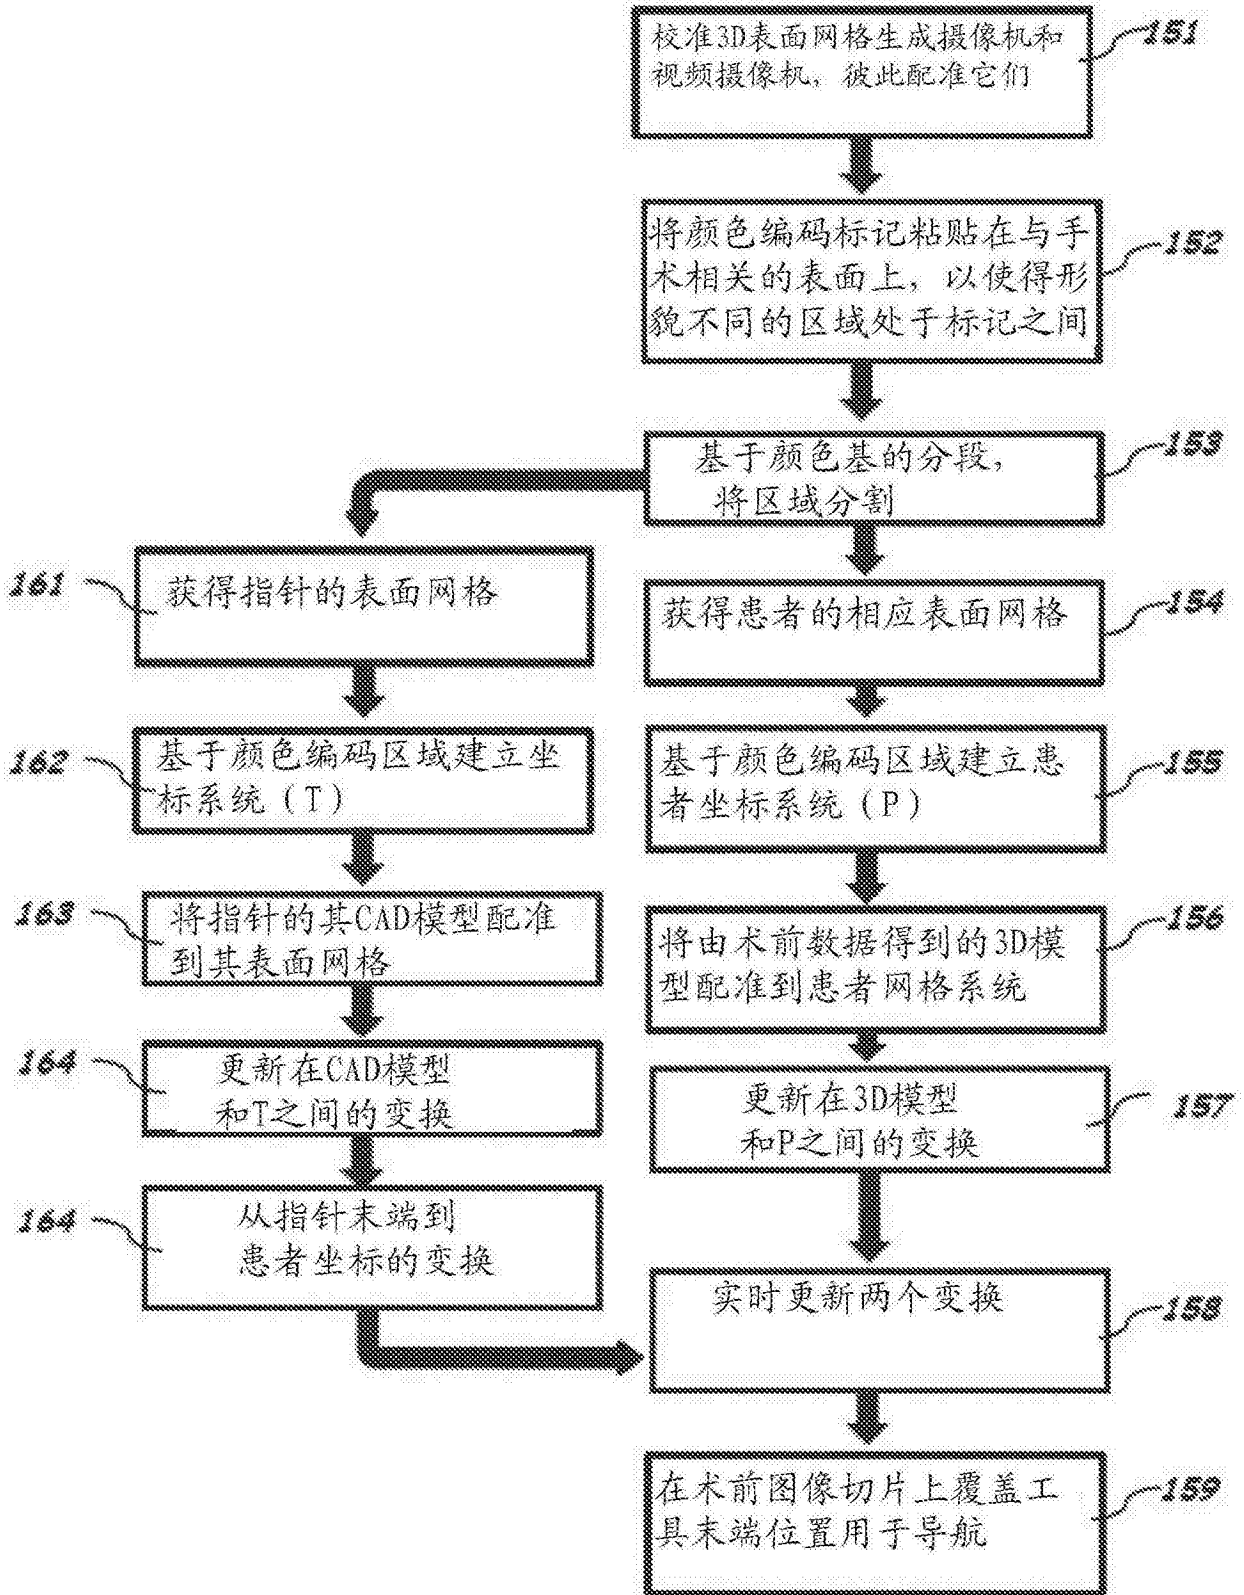 校准3D表面网格生成摄像机和
视频摄像机，彼此配准它们
151
将颜色编码标记粘贴在与手
术相关的表面上，以使得形
貌不同的区域处于标记之间
152
基于颜色基的分段，
将区域分割
153
161
获得指针的表面网格
获得患者的相应表面网格
154
162
基于颜色编码区域建立坐
标系统（T）
基于颜色编码区域建立患
者坐标系统（P）
155
163
将指针的其CAD模型配准
到其表面网格
将由术前数据得到的3D模
型配准到患者网格系统
156
164
更新在CAD模型
和T之间的变换
更新在3D模型
和P之间的变换
157
164
从指针末端到
患者坐标的变换
实时更新两个变换
158
在术前图像切片上覆盖工
具末端位置用于导航
159